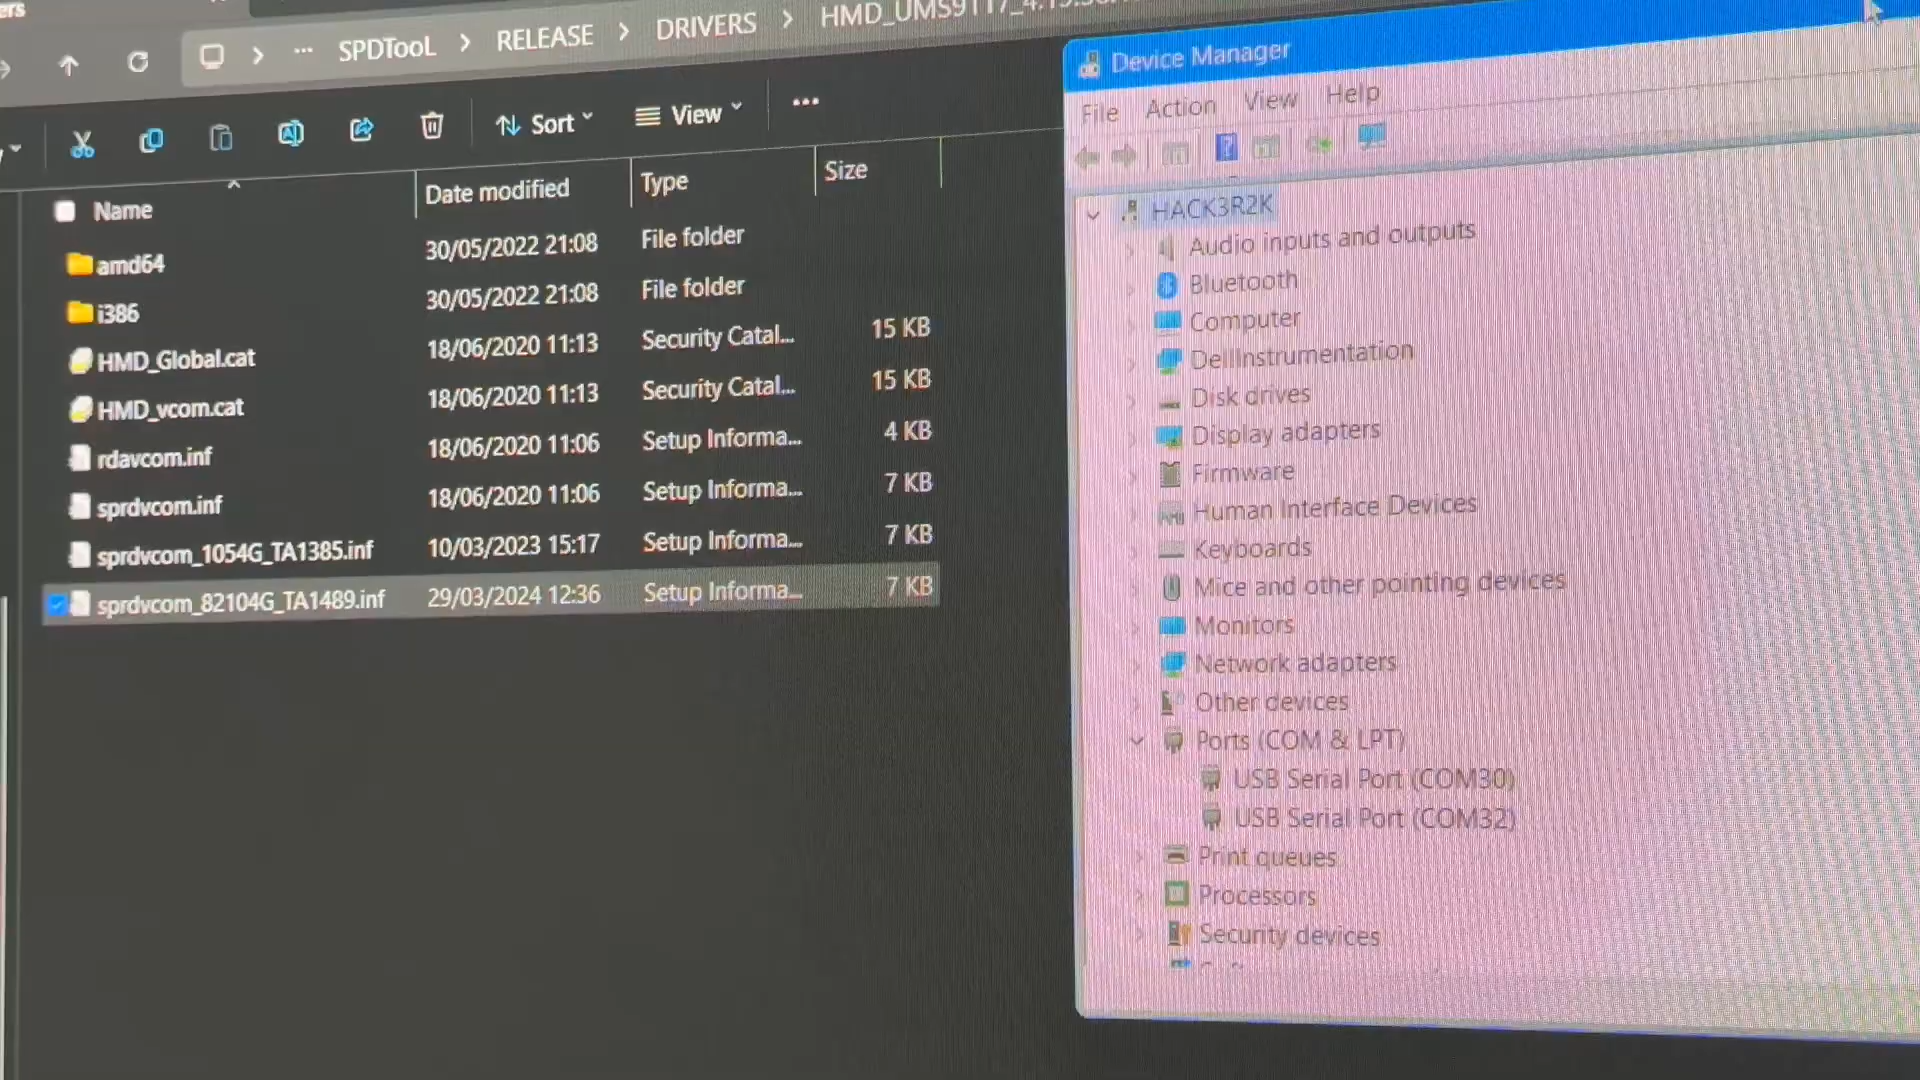 SPDTooL > RELEASE > DRIVERS >
Sort
View
Name
Date modified
Type
Size
amd64
30/05/2022 21:08
File folder
i386
30/05/2022 21:08
File folder
HMD_Global.cat
18/06/2020 11:13
Security Catal...
15 KB
HMD_vcom.cat
18/06/2020 11:13
Security Catal...
15 KB
rdavcom.inf
18/06/2020 11:06
Setup Informa...
4 KB
sprdvcom.inf
18/06/2020 11:06
Setup Informa...
7 KB
sprdvcom_1054G_TA1385.inf
10/03/2023 15:17
Setup Informa...
7 KB
sprdvcom_82104G_TA1489.inf
29/03/2024 12:36
Setup Informa...
7 KB
Device Manager
File Action View Help
HACK3R2K
Audio inputs and outputs
Bluetooth
Computer
DellInstrumentation
Disk drives
Display adapters
Firmware
Human Interface Devices
Keyboards
Mice and other pointing devices
Monitors
Network adapters
Other devices
Ports (COM & LPT)
USB Serial Port (COM30)
USB Serial Port (COM32)
Print queues
Processors
Security devices